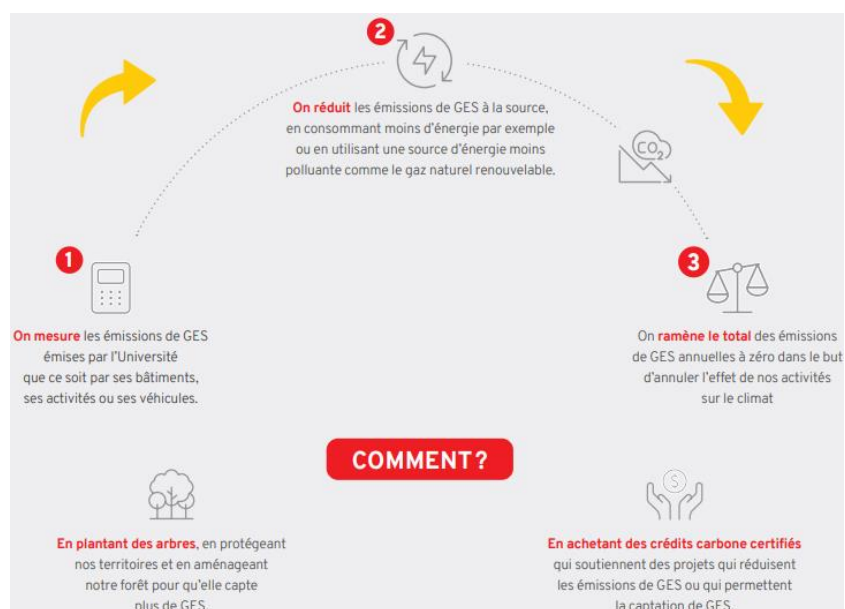 2
On réduit les émissions de GES à la source,
en consommant moins d'énergie par exemple
ou en utilisant une source d'énergie moins
polluante comme le gaz naturel renouvelable.
CO₂
1
On mesure les émissions de GES
émises par l'Université
que ce soit par ses bâtiments,
ses activités ou ses véhicules.
3
On ramène le total des émissions
de GES annuelles à zéro dans le but
d'annuler l'effet de nos activités
sur le climat
COMMENT?
En plantant des arbres, en protégeant
nos territoires et en aménageant
notre forêt pour qu'elle capte
plus de GES.
$
En achetant des crédits carbone certifiés
qui soutiennent des projets qui réduisent
les émissions de GES ou qui permettent
la captation de GES.